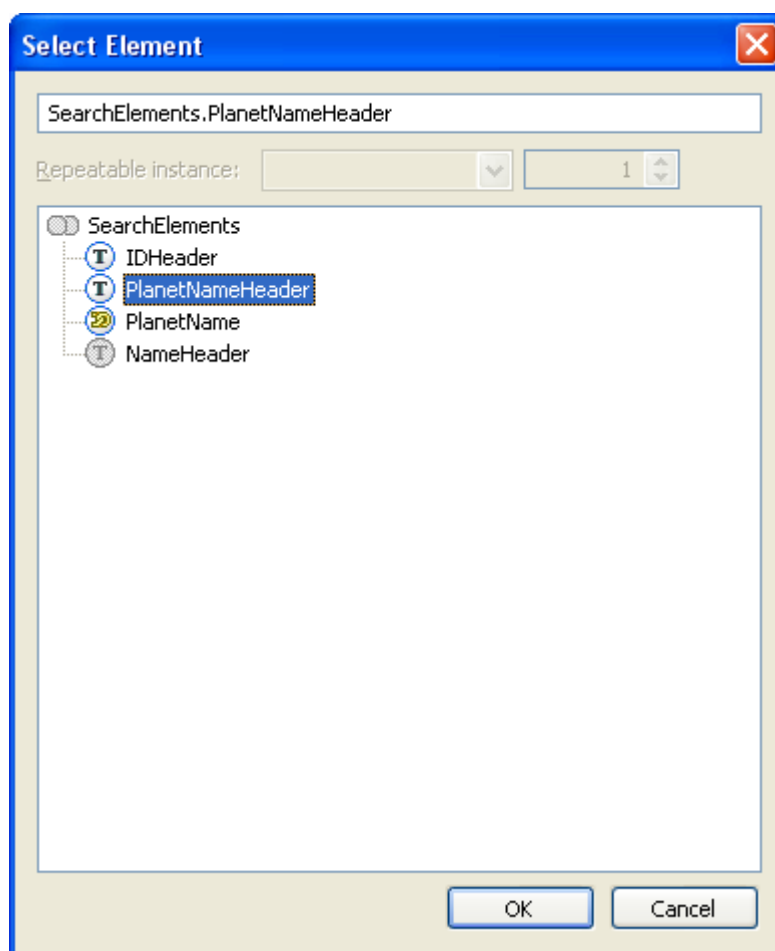 Select Element
SearchElements.PlanetNameHeader
Repeatable instance: 1
SearchElements
T IDHeader
T PlanetNameHeader
PlanetName
T NameHeader
OK Cancel